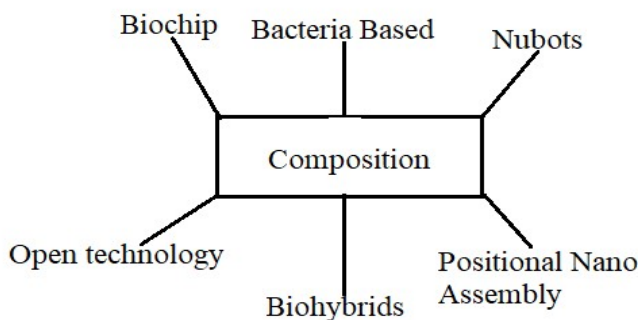 Biochip
Bacteria Based
Nubots
Composition
Open technology
Biohybrids
Positional Nano
Assembly